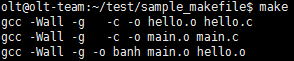 olt@olt-team:~/test/sample_makefile$ make
gcc -Wall -g   -c -o hello.o hello.c
gcc -Wall -g   -c -o main.o main.c
gcc -Wall -g -o banh main.o hello.o